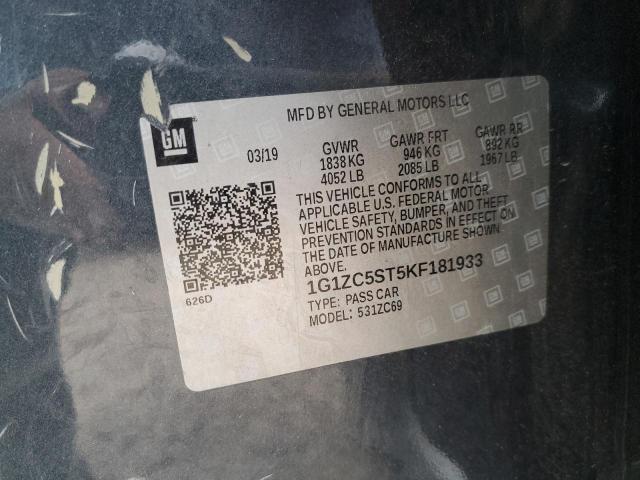 MFD BY GENERAL MOTORS LLC
GM
03/19
GVWR GAWR FRT GAWR RR
1838 KG 946 KG 892 KG
4052 LB 2085 LB 1967 LB
THIS VEHICLE CONFORMS TO ALL
APPLICABLE U.S. FEDERAL MOTOR
VEHICLE SAFETY, BUMPER, AND THEFT
PREVENTION STANDARDS IN EFFECT ON
THE DATE OF MANUFACTURE SHOWN
ABOVE.
1G1ZC5ST5KF181933
TYPE: PASS CAR
MODEL: 531ZC69
626D